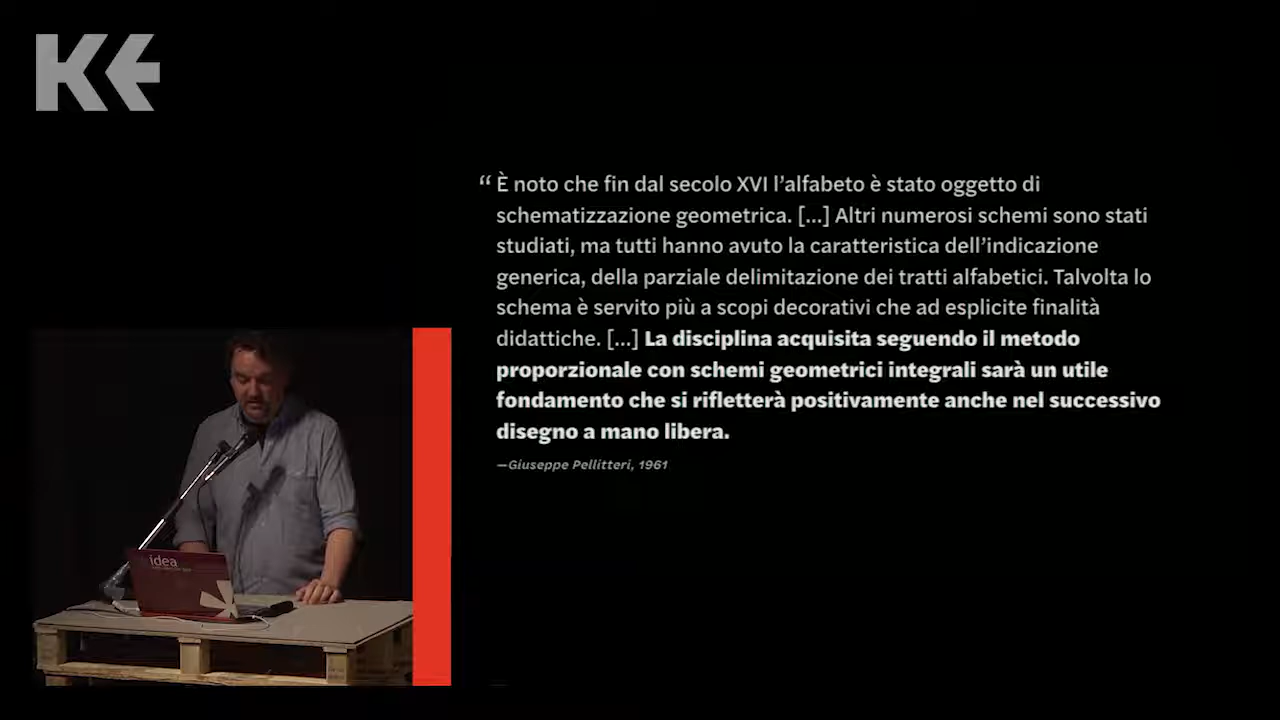 KE
“ È noto che fin dal secolo XVI l’alfabeto è stato oggetto di
schematizzazione geometrica. [...] Altri numerosi schemi sono stati
studiati, ma tutti hanno avuto la caratteristica dell’indicazione
generica, della parziale delimitazione dei tratti alfabetici. Talvolta lo
schema è servito più a scopi decorativi che ad esplicite finalità
didattiche. [...] La disciplina acquisita seguendo il metodo
proporzionale con schemi geometrici integrali sarà un utile
fondamento che si rifletterà positivamente anche nel successivo
disegno a mano libera.
—Giuseppe Pellitteri, 1961
idea